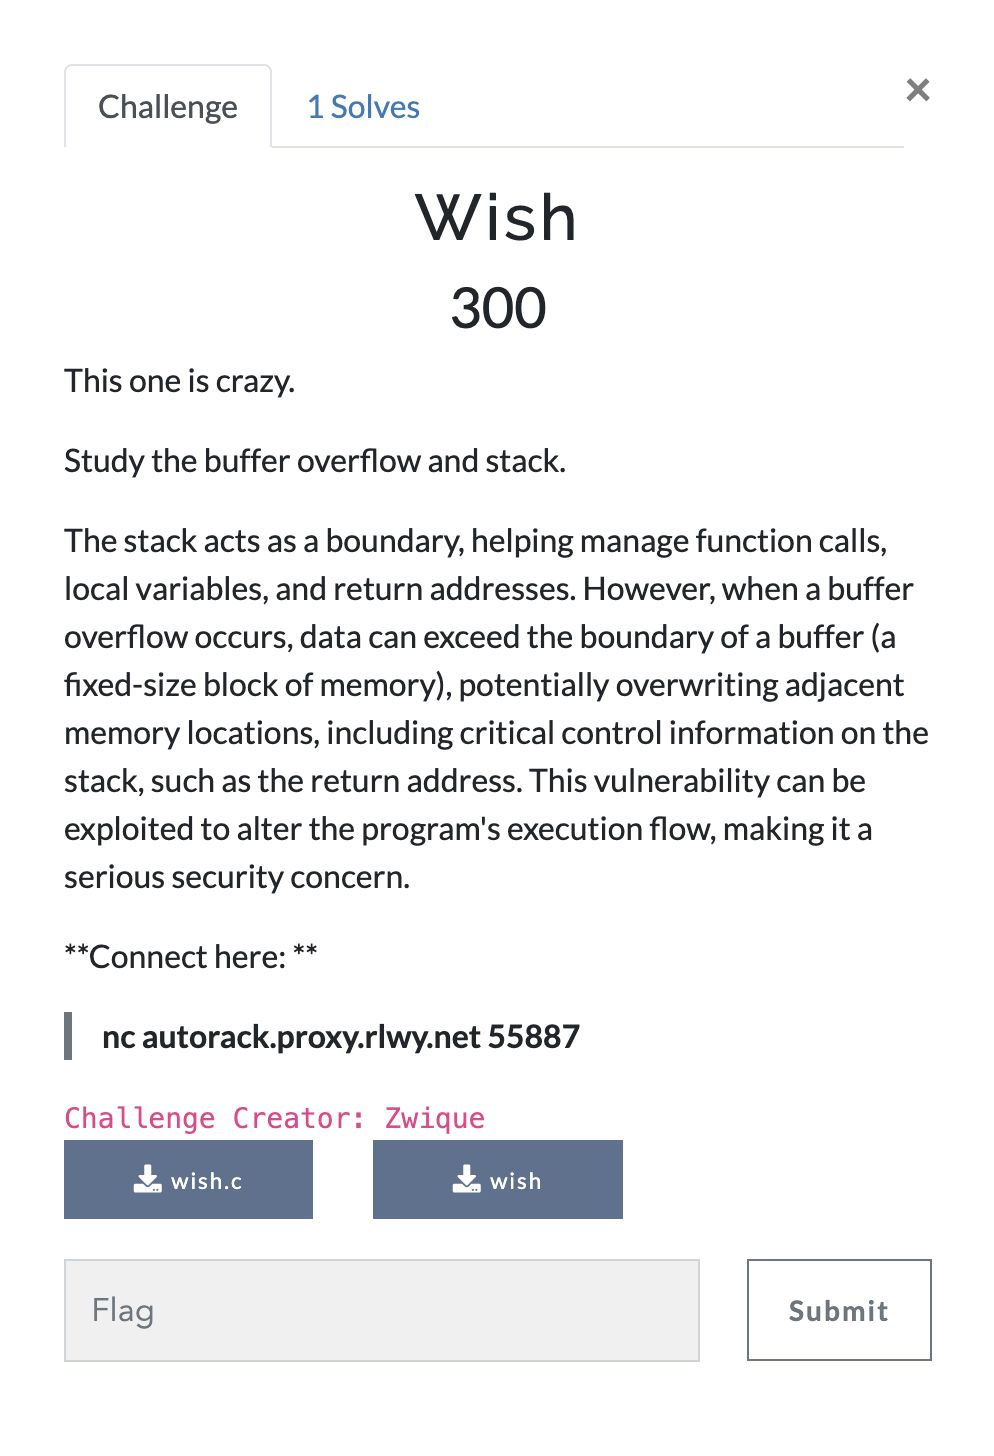 Challenge
1 Solves
×
Wish
300
This one is crazy.
Study the buffer overflow and stack.
The stack acts as a boundary, helping manage function calls,
local variables, and return addresses. However, when a buffer
overflow occurs, data can exceed the boundary of a buffer (a
fixed-size block of memory), potentially overwriting adjacent
memory locations, including critical control information on the
stack, such as the return address. This vulnerability can be
exploited to alter the program's execution flow, making it a
serious security concern.
**Connect here: **
nc autorack.proxy.rlwy.net 55887
Challenge Creator: Zwique
wish.c
wish
Flag
Submit